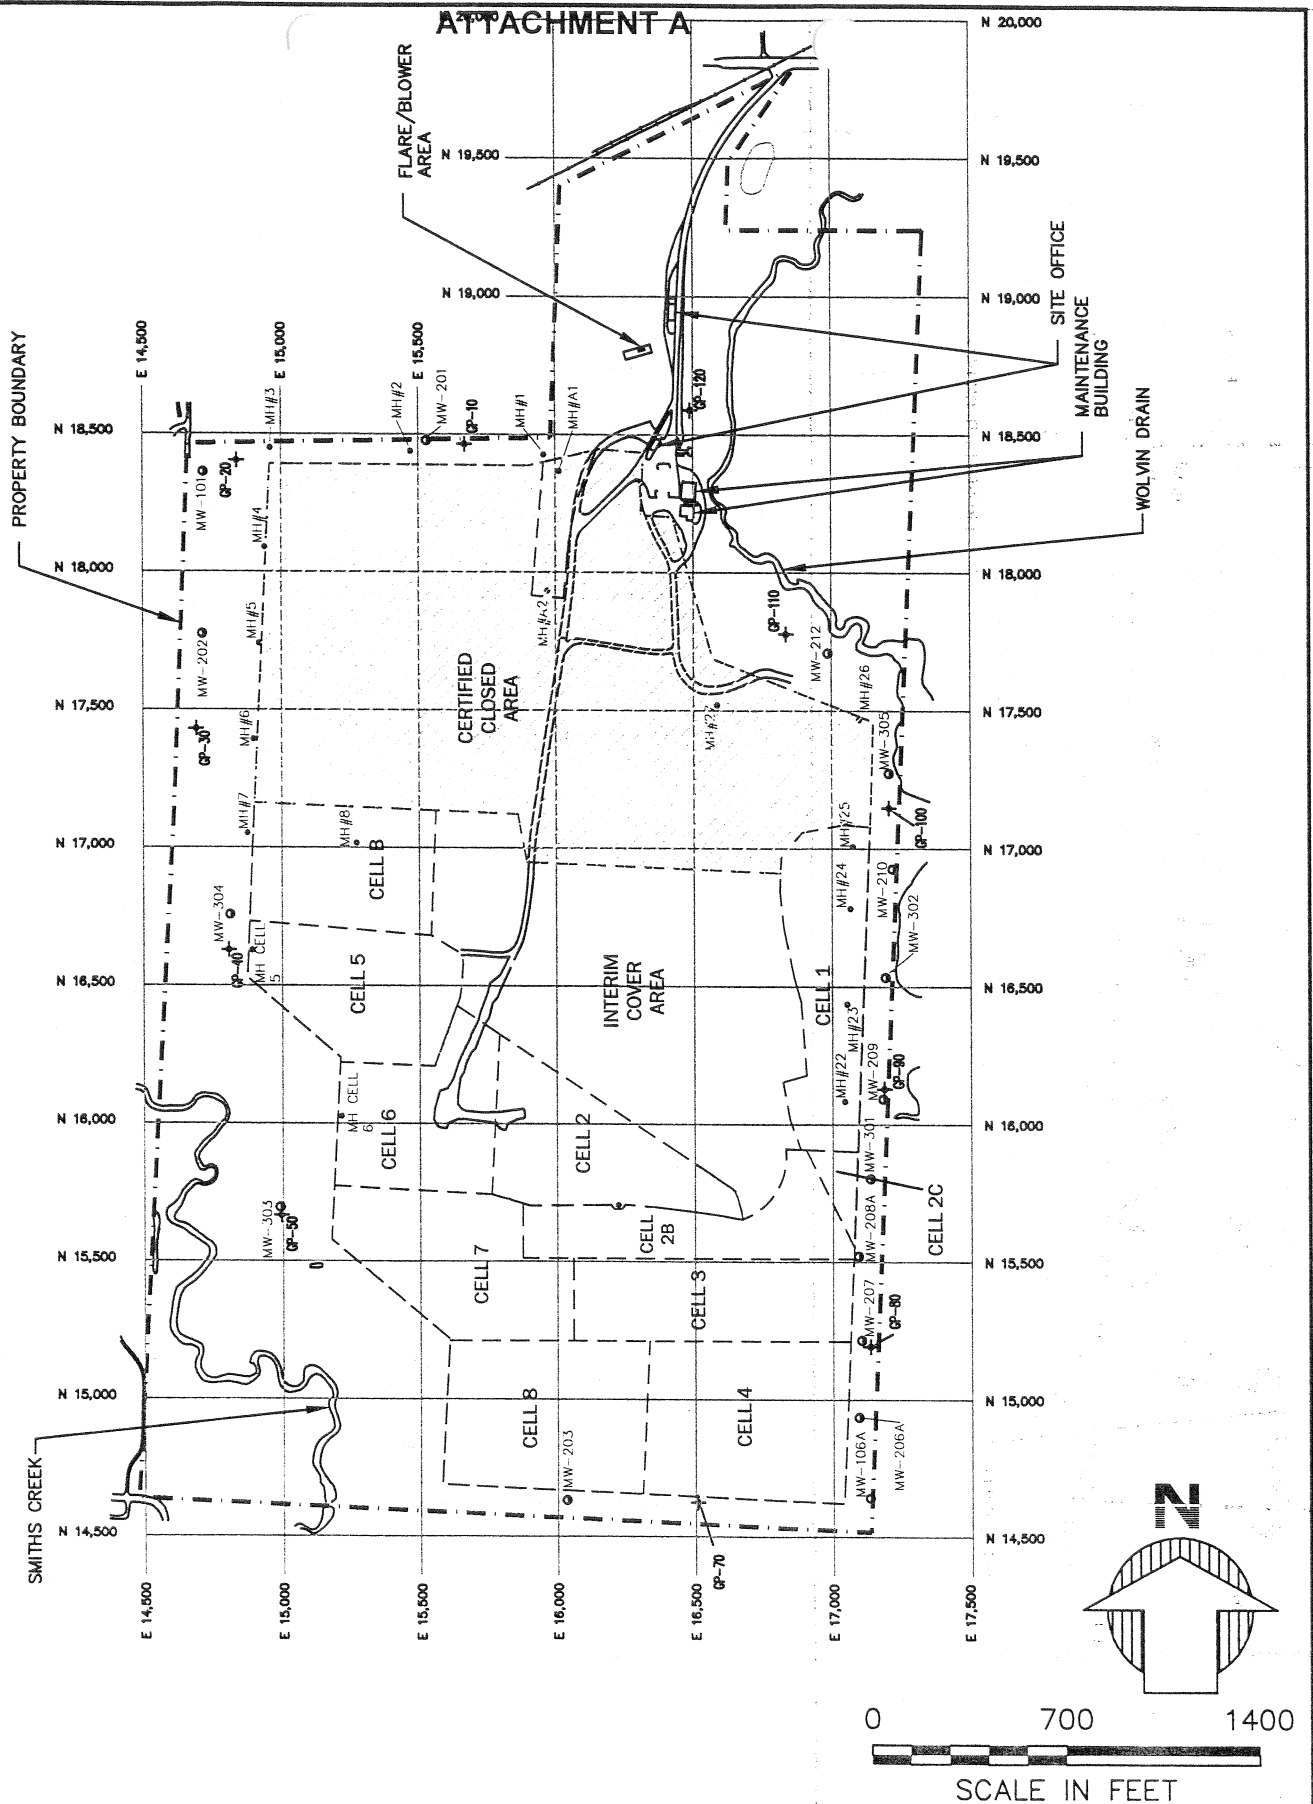 ATTACHMENT A
N 20,000
N 20,000
FLARE/BLOWER
AREA
N 19,500
N 19,500
N 19,000
N 19,000
SITE OFFICE
MAINTENANCE
BUILDING
WOLVIN DRAIN
PROPERTY BOUNDARY
E 14,500
E 15,000
E 15,500
N 18,500
N 18,500
MH#3
MH#2
MW-201
GP-10
MH#1
MH#A1
GP-120
MW-101
GP-20
MH#4
N 18,000
N 18,000
MH#5
MH#A2
GP-110
MW-202
MW-212
CERTIFIED
CLOSED
AREA
MH#26
N 17,500
N 17,500
GP-30
MH#6
MW-305
MH#7
MH#8
MH#25
GP-100
N 17,000
N 17,000
CELL B
MH#24
MW-210
MW-304
MW-302
GP-40
MH CELL
5
CELL 5
INTERIM
COVER
AREA
CELL 1
N 16,500
N 16,500
MH#23
MH#22
MW-209
GP-90
N 16,000
N 16,000
MH CELL
6
CELL 6
CELL 2
MW-301
MW-303
GP-50
CELL
2B
MW-208A
CELL 2C
N 15,500
N 15,500
CELL 7
CELL 3
MW-207
GP-80
N 15,000
N 15,000
CELL 8
CELL 4
MW-203
MW-106A
MW-206A
SMITHS CREEK
N 14,500
N 14,500
GP-70
E 14,500
E 15,000
E 15,500
E 16,000
E 16,500
E 17,000
E 17,500
N
0 700 1400
SCALE IN FEET